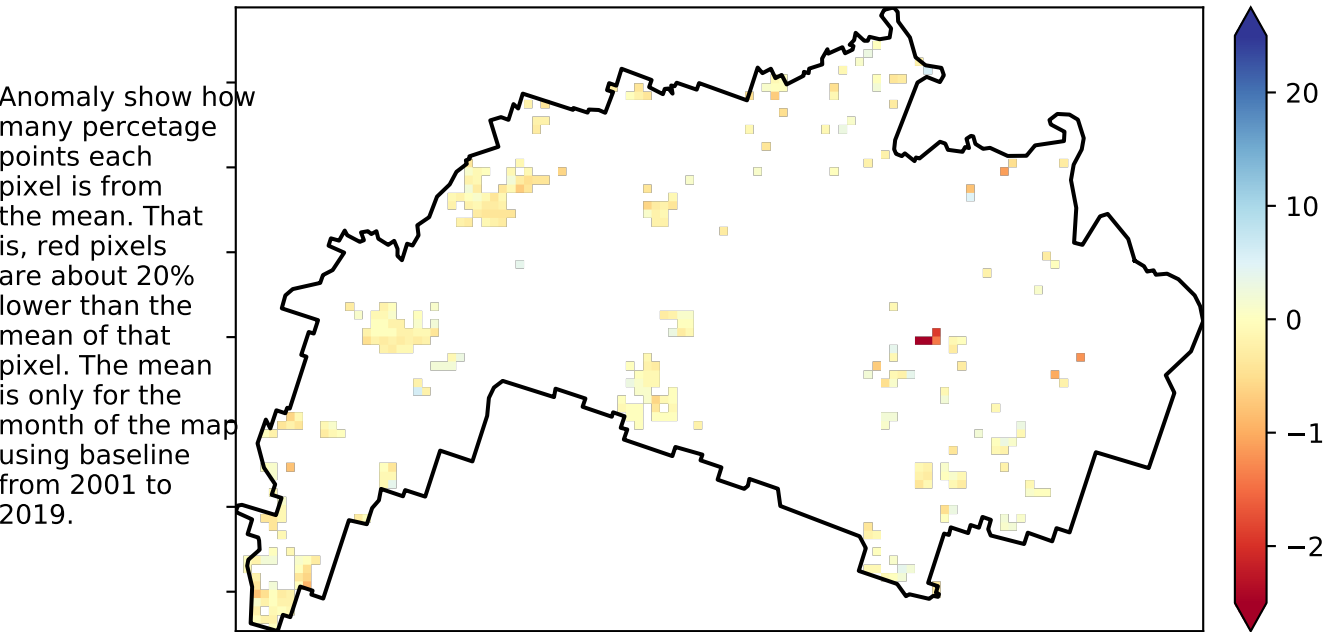 Anomaly show how
many percetage
points each
pixel is from
the mean. That
is, red pixels
are about 20%
lower than the
mean of that
pixel. The mean
is only for the
month of the map
using baseline
from 2001 to
2019.
20
10
0
−1
−2